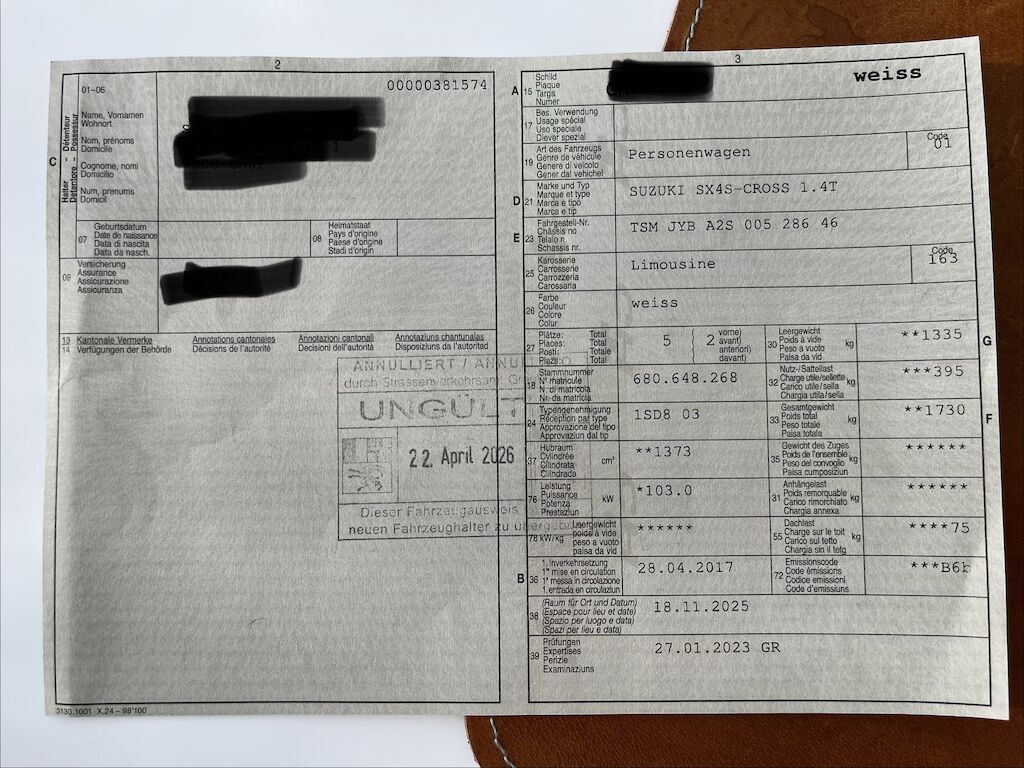 2
3
01–06
00000381574
Name, Vornamen
Wohnort
Nom, prénoms
Domicile
Cognome, nomi
Domicilio
Num, prenums
Domicil
C
Halter – Détenteur
Detentore – Possessur
07 Geburtsdatum
Date de naissance
Data di nascita
Data da nasch.
08 Heimatstaat
Pays d'origine
Paese d'origine
Stadi d'origin
09 Versicherung
Assurance
Assicurazione
Assicuranza
13 Kantonale Vermerke Annotations cantonales Annotazioni cantonali Annotaziuns chantunalas
14 Verfügungen der Behörde Décisions de l'autorité Decisioni dell'autorità Disposiziuns da l'autoritad
ANNULLIERT / ANNU
durch Strassenverkehrsamt
UNGÜLT
22. April 2026
Dieser Fahrzeugausweis
neuen Fahrzeughalter zu
3130.1001 X.24 – 98'100
A 15 Schild
Plaque
Targa
Numer
weiss
17 Bes. Verwendung
Usage spécial
Uso speciale
Diever spezial
19 Art des Fahrzeugs
Genre de véhicule
Genere di veicolo
Gener dal vehichel
Personenwagen
Code
01
D 21 Marke und Typ
Marque et type
Marca e tipo
Marca e tip
SUZUKI SX4S-CROSS 1.4T
E 23 Fahrgestell-Nr.
Châssis no
Telaio n.
Schassis nr.
TSM JYB A2S 005 286 46
25 Karosserie
Carrosserie
Carrozzeria
Carossaria
Limousine
Code
163
26 Farbe
Couleur
Colore
Colur
weiss
27 Plätze: Total
Places: Total
Posti: Totale
Plazs: Total
5 ( 2 vorne)
avant)
anteriori)
davant)
30 Leergewicht
Poids à vide
Peso a vuoto
Paisa da vid
kg
**1335
G
18 Stammnummer
N° matricule
N. di matricola
Nr. da matricla
680.648.268
32 Nutz-/Sattellast
Charge utile/sellette
Carico utile/sella
Chargia utila/sella
kg
***395
24 Typengenehmigung
Réception par type
Approvazione del tipo
Approvaziun dal tip
1SD8 03
33 Gesamtgewicht
Poids total
Peso totale
Paisa totala
kg
**1730
F
37 Hubraum
Cylindrée
Cilindrata
Cilindrada
cm³
**1373
35 Gewicht des Zuges
Poids de l'ensemble
Peso del convoglio
Paisa cumposiziun
kg
******
76 Leistung
Puissance
Potenza
Prestaziun
kW
*103.0
31 Anhängelast
Poids remorquable
Carico rimorchiato
Chargia annexa
kg
******
78 kW/kg Leergewicht
poids à vide
peso a vuoto
paisa da vid
******
55 Dachlast
Charge sur le toit
Carico sul tetto
Chargia sin il tetg
kg
****75
B 36 1. Inverkehrsetzung
1re mise en circulation
1a messa in circolazione
1. entrada en circulaziun
28.04.2017
72 Emissionscode
Code émissions
Codice emissioni
Code d'emissiuns
***B6b
38 (Raum für Ort und Datum)
(Espace pour lieu et date)
(Spazio per luogo e data)
(Spazi per lieu e data)
18.11.2025
39 Prüfungen
Expertises
Perizie
Examinaziuns
27.01.2023 GR